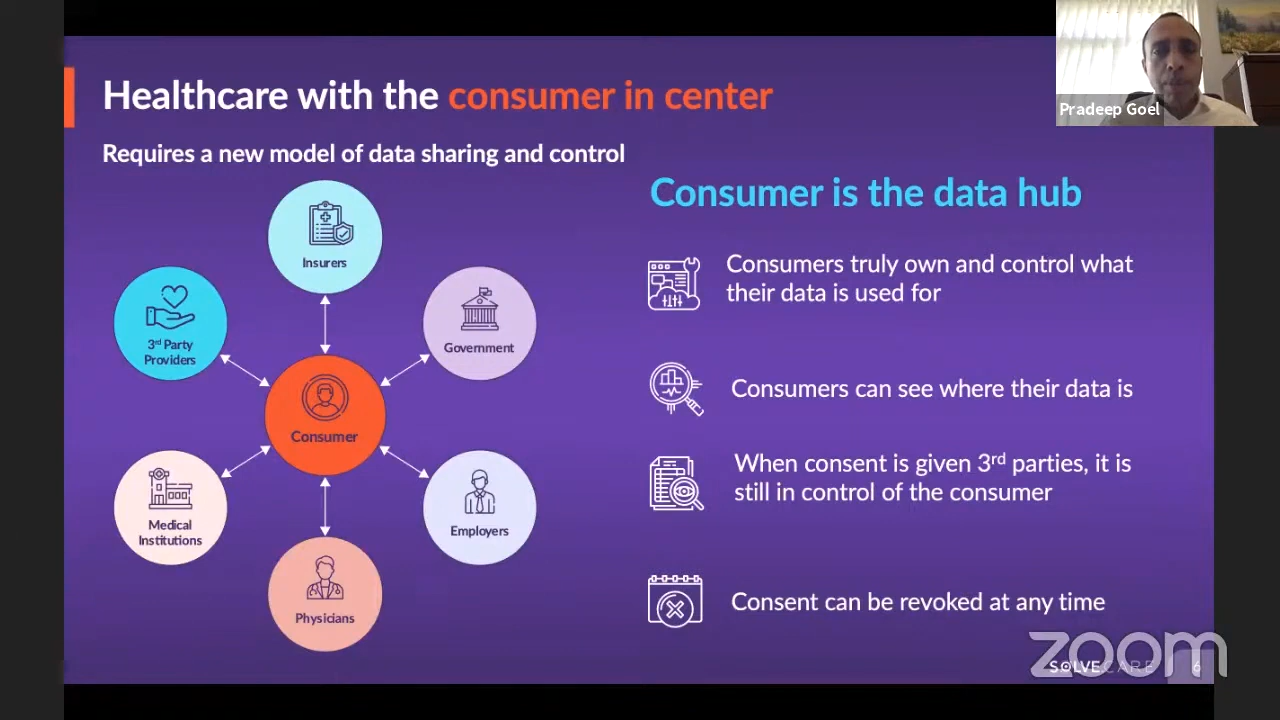 Healthcare with the consumer in center
Pradeep Goel
Requires a new model of data sharing and control
Consumer is the data hub
Insurers
3rd Party
Providers
Government
Consumer
Medical
Institutions
Employers
Physicians
Consumers truly own and control what
their data is used for
Consumers can see where their data is
When consent is given 3rd parties, it is
still in control of the consumer
Consent can be revoked at any time
zoom
SOLVE.CARE
6